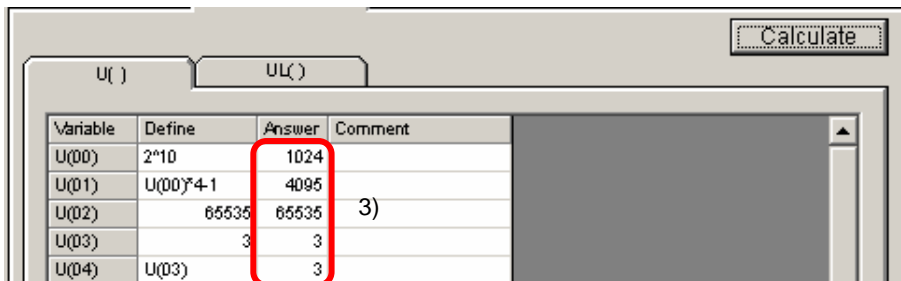 Calculate
U( ) UL( )
Variable Define Answer Comment
U(00) 2^10 1024
U(01) U(00)*4-1 4095
U(02) 65535 65535 3)
U(03) 3 3
U(04) U(03) 3